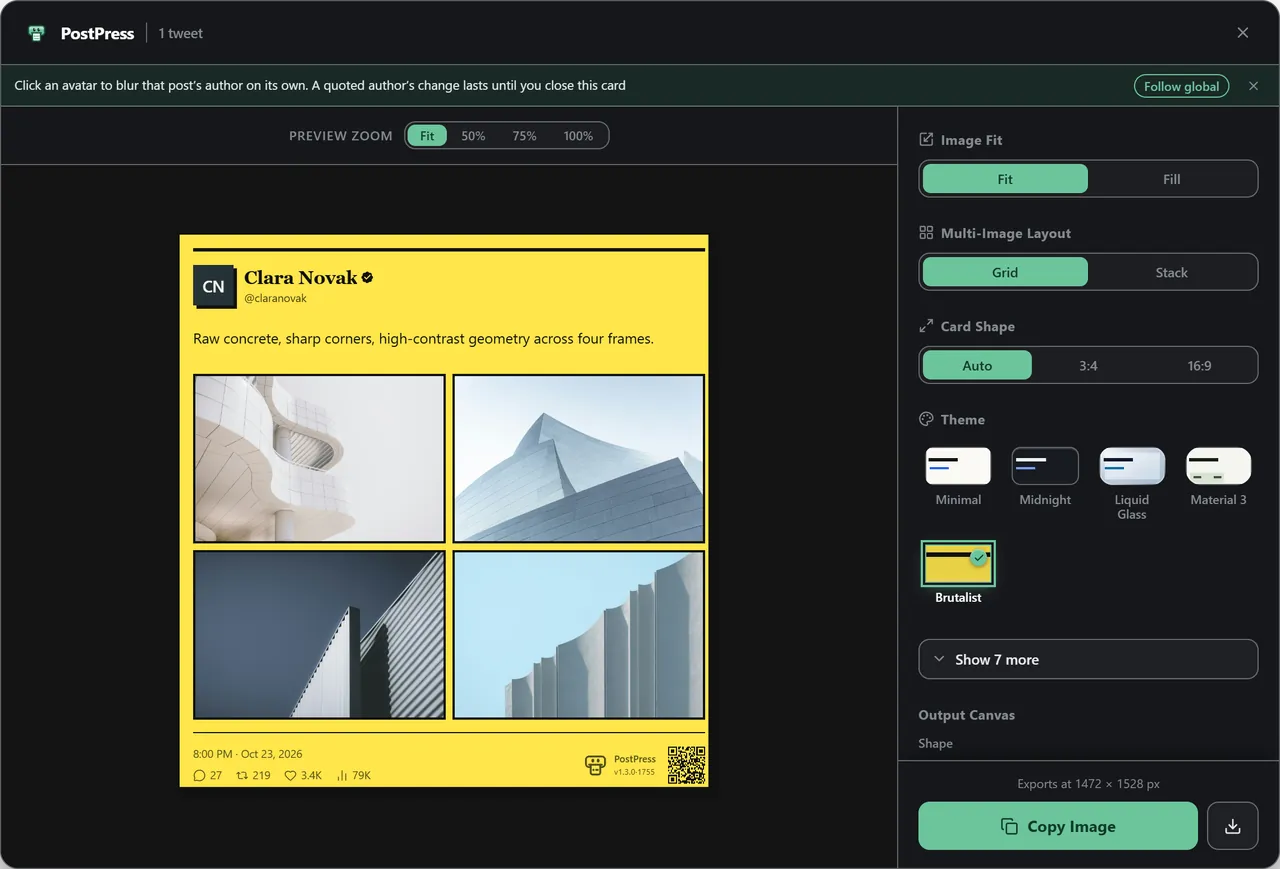 PostPress
1 tweet
Click an avatar to blur that post's author on its own. A quoted author's change lasts until you close this card
Follow global
PREVIEW ZOOM
Fit
50%
75%
100%
CN
Clara Novak
@claranovak
Raw concrete, sharp corners, high-contrast geometry across four frames.
8:00 PM · Oct 23, 2026
27
219
3.4K
79K
PostPress
v1.3.0-1755
Image Fit
Fit
Fill
Multi-Image Layout
Grid
Stack
Card Shape
Auto
3:4
16:9
Theme
Minimal
Midnight
Liquid
Glass
Material 3
Brutalist
Show 7 more
Output Canvas
Shape
Exports at 1472 × 1528 px
Copy Image